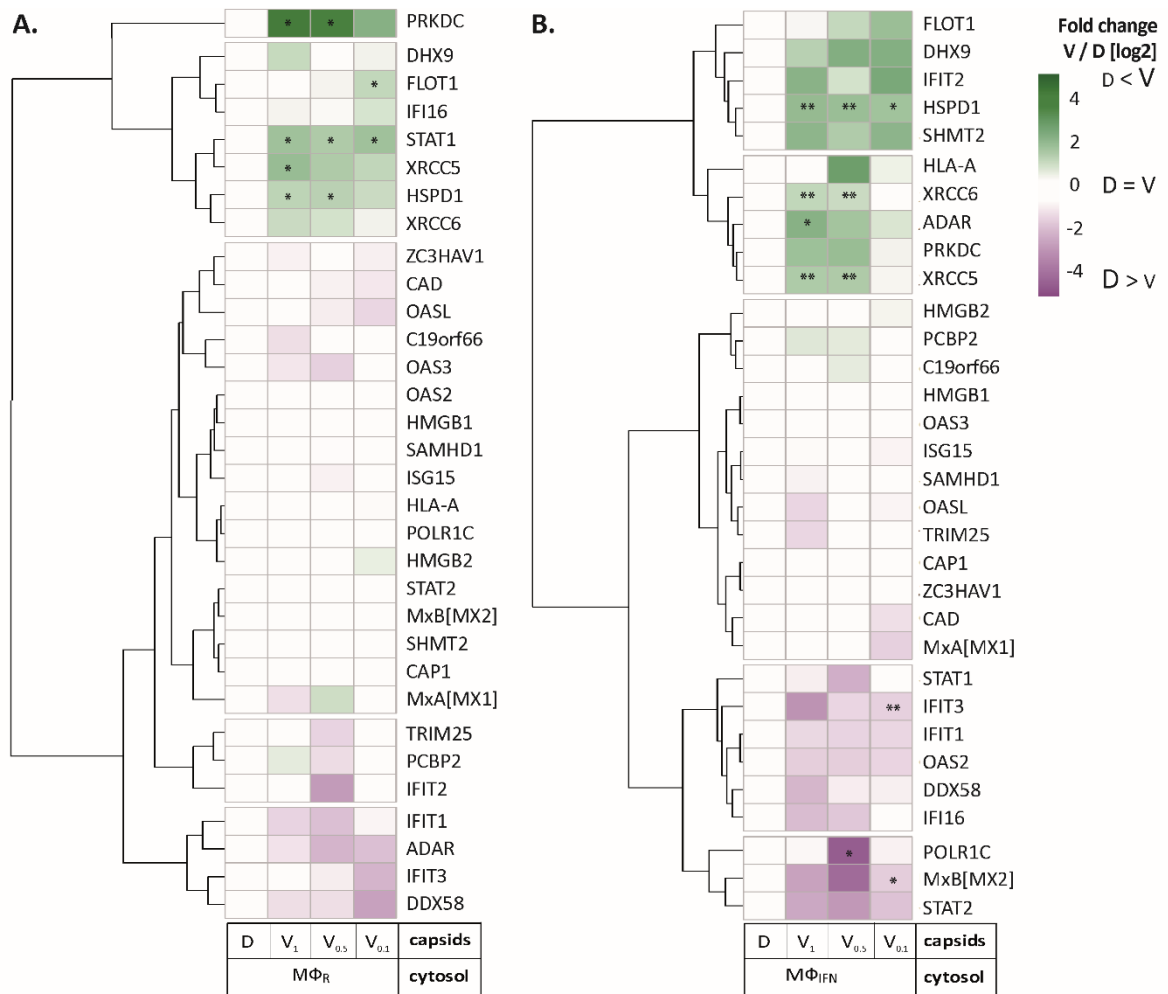 A.
PRKDC
* *
DHX9
FLOT1
*
IFI16
STAT1
* * *
XRCC5
*
HSPD1
* *
XRCC6
ZC3HAV1
CAD
OASL
C19orf66
OAS3
OAS2
HMGB1
SAMHD1
ISG15
HLA-A
POLR1C
HMGB2
STAT2
MxB[MX2]
SHMT2
CAP1
MxA[MX1]
TRIM25
PCBP2
IFIT2
IFIT1
ADAR
IFIT3
DDX58
D V1 V0.5 V0.1 capsids
MΦR cytosol
B.
FLOT1
DHX9
IFIT2
HSPD1
** ** *
SHMT2
HLA-A
XRCC6
** **
ADAR
*
PRKDC
XRCC5
** **
HMGB2
PCBP2
C19orf66
HMGB1
OAS3
ISG15
SAMHD1
OASL
TRIM25
CAP1
ZC3HAV1
CAD
MxA[MX1]
STAT1
IFIT3
**
IFIT1
OAS2
DDX58
IFI16
POLR1C
*
MxB[MX2]
*
STAT2
D V1 V0.5 V0.1 capsids
MΦIFN cytosol
Fold change
V / D [log2]
D < V
4
2
0 D = V
-2
-4 D > V